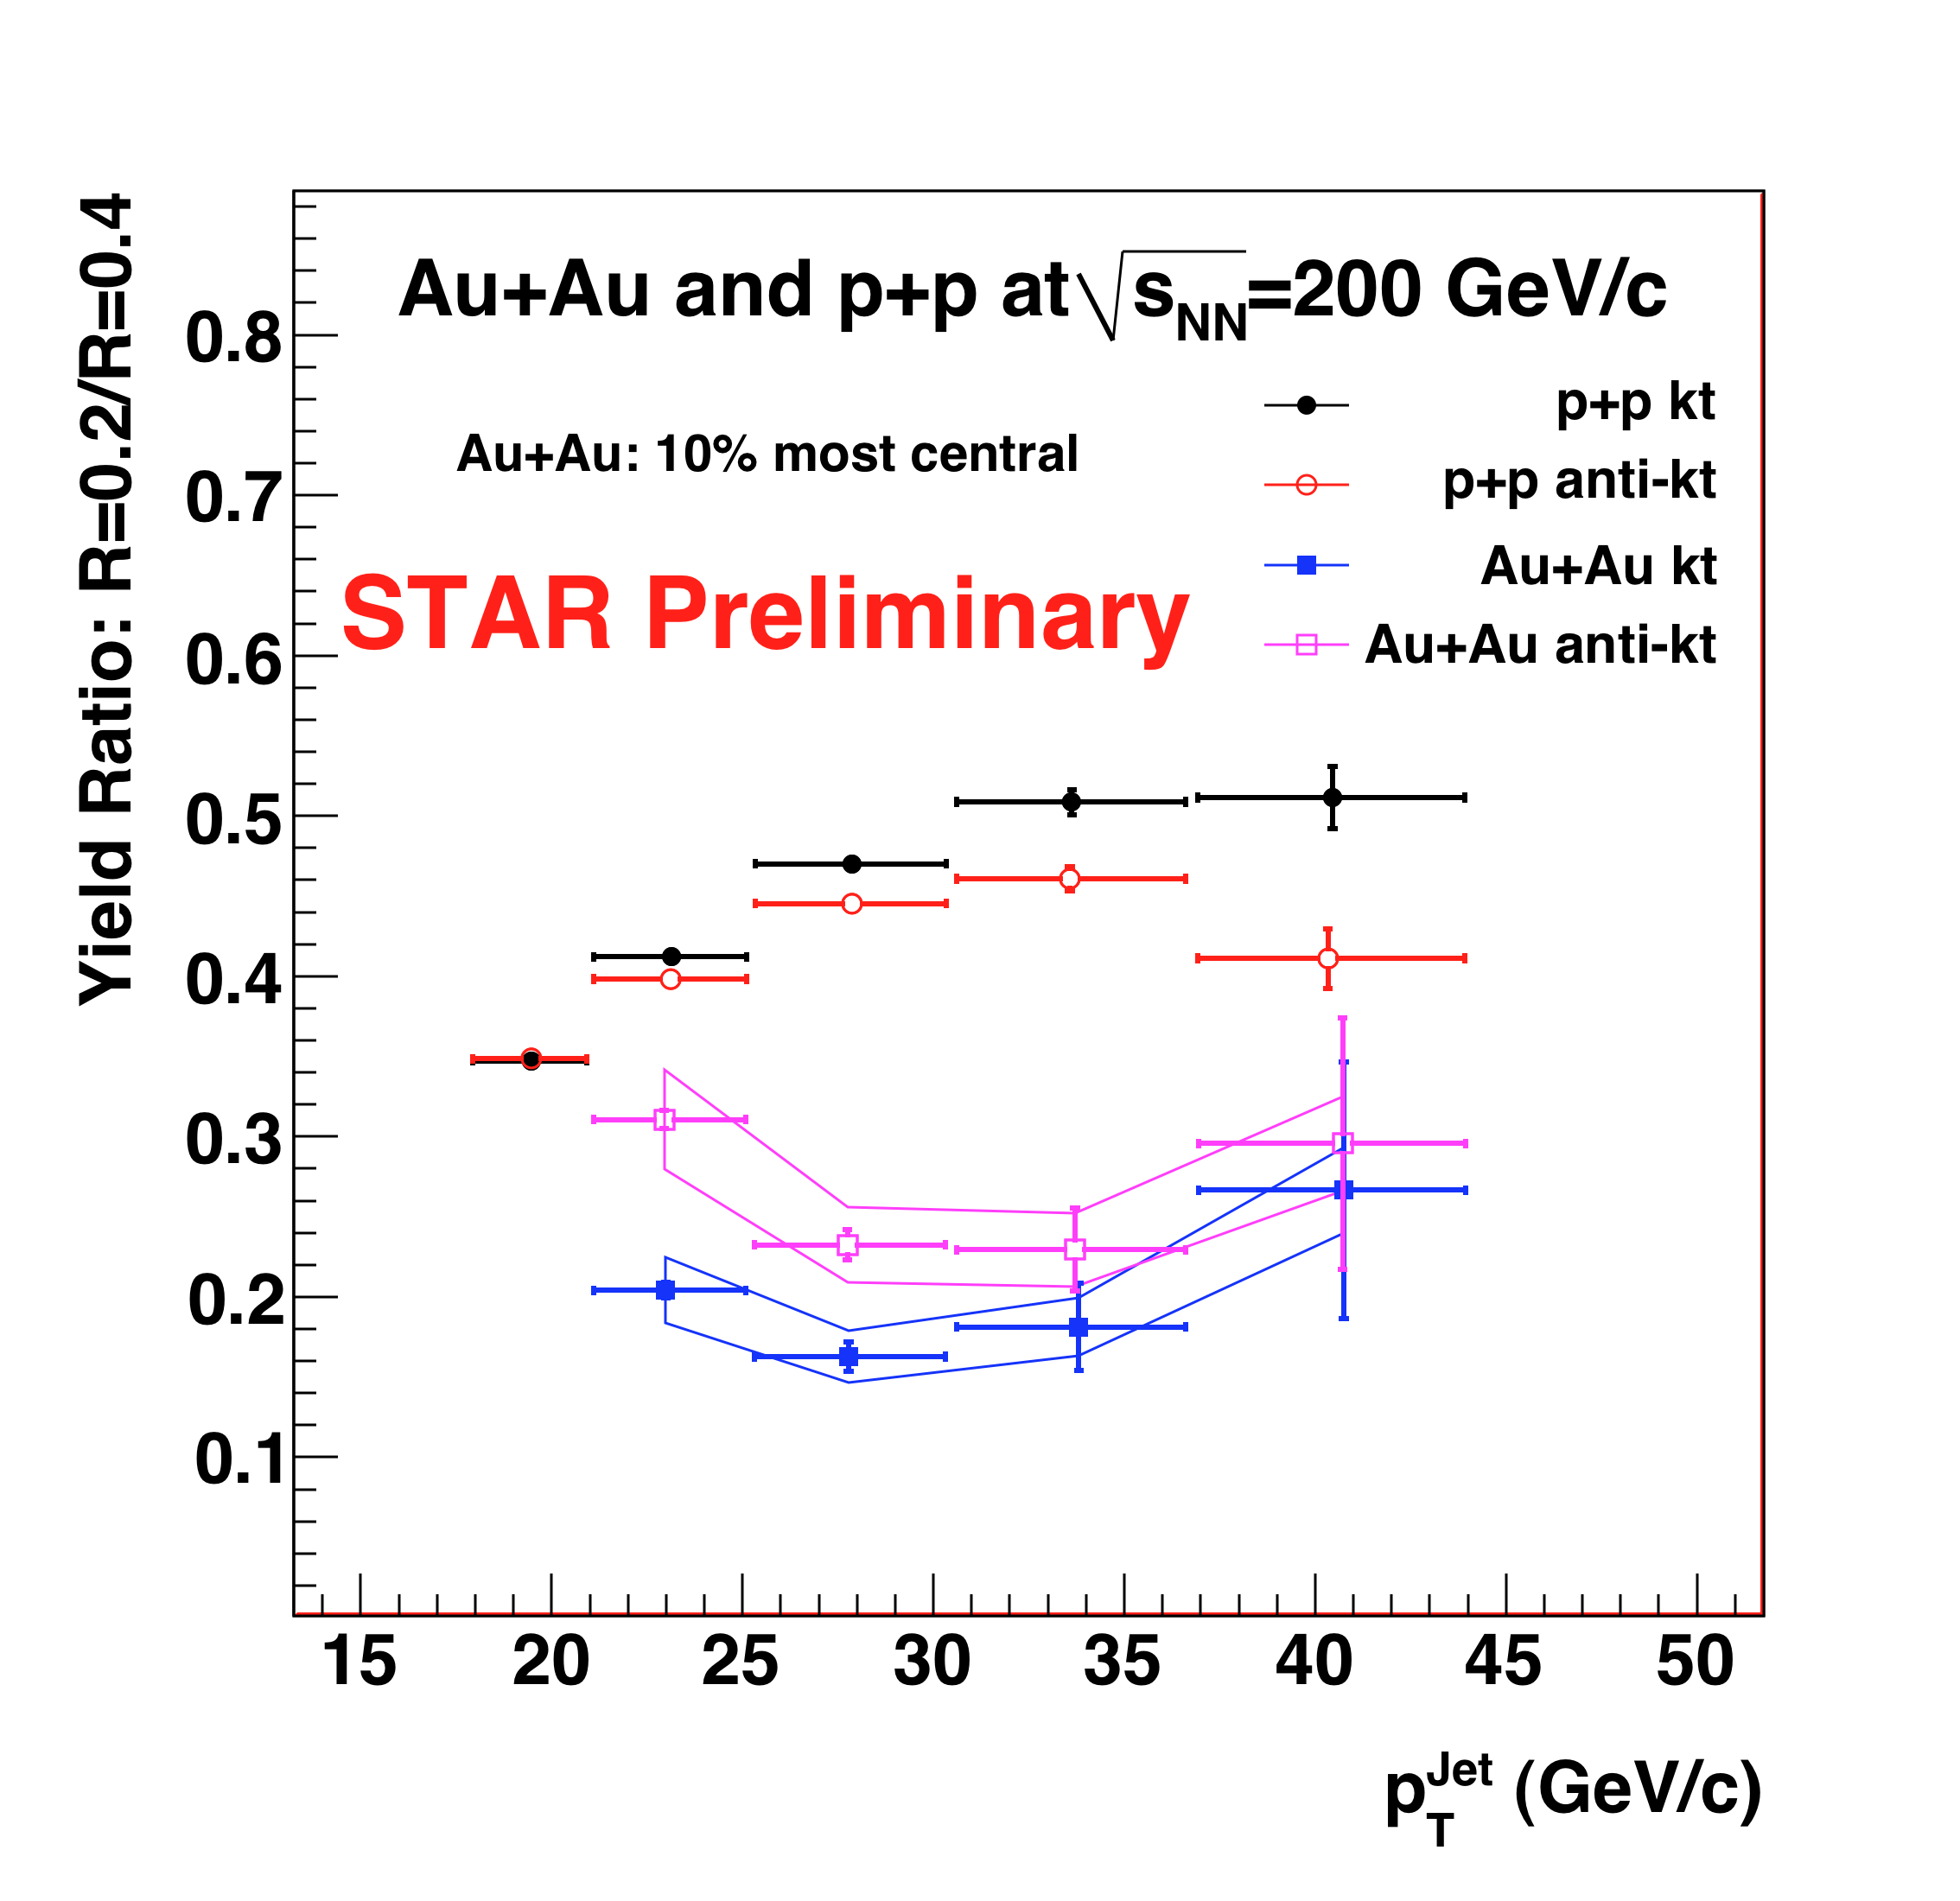 Yield Ratio: R=0.2/R=0.4
Au+Au and p+p at √sNN=200 GeV/c
p+p kt
Au+Au: 10% most central
p+p anti-kt
Au+Au kt
STAR Preliminary
Au+Au anti-kt
0.8
0.7
0.6
0.5
0.4
0.3
0.2
0.1
15 20 25 30 35 40 45 50
pTJet (GeV/c)